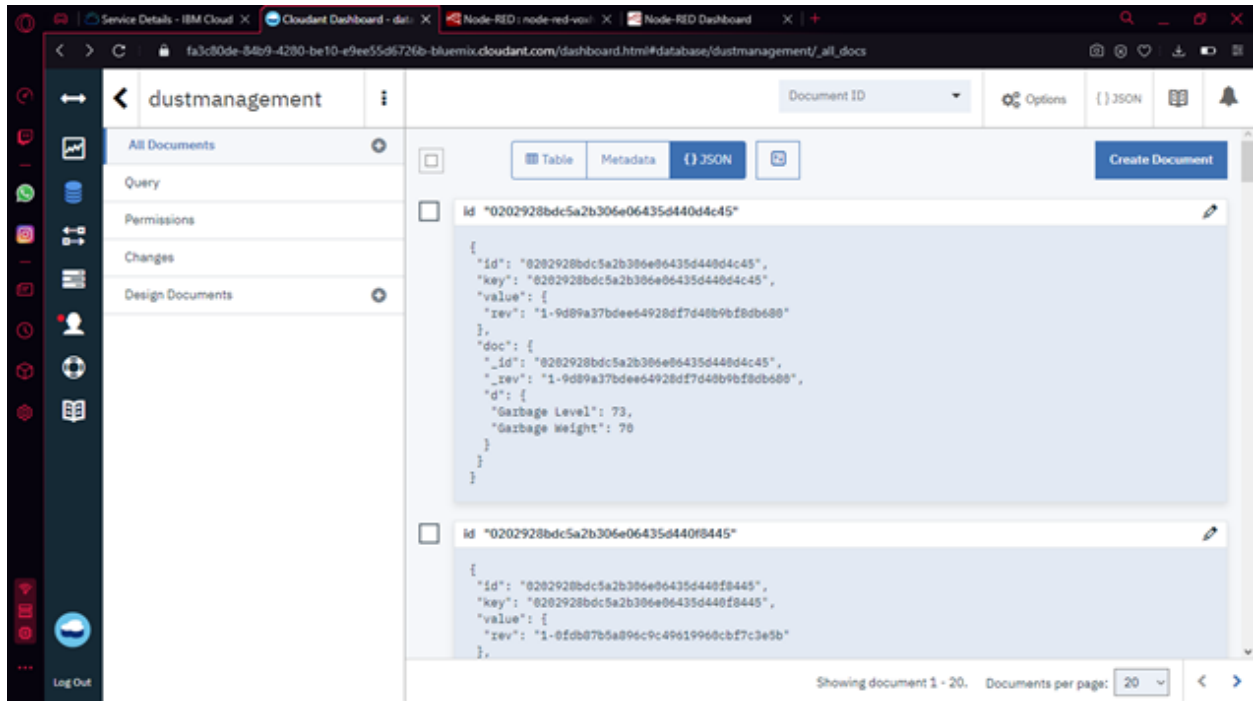 Service Details - IBM Cloud
Cloudant Dashboard - data
Node-RED : node-red-voxh
Node-RED Dashboard
fa3c80de-84b9-4280-be10-e9ee55d6726b-bluemix.cloudant.com/dashboard.html#database/dustmanagement/_all_docs
dustmanagement
Document ID
Options
{ } JSON
All Documents
Table
Metadata
{ } JSON
Create Document
Query
Permissions
Changes
Design Documents
id "0202928bdc5a2b306e06435d440d4c45"
{
"id": "0202928bdc5a2b306e06435d440d4c45",
"key": "0202928bdc5a2b306e06435d440d4c45",
"value": {
"rev": "1-9d89a37bdee64928df7d40b9bf8db680"
},
"doc": {
"_id": "0202928bdc5a2b306e06435d440d4c45",
"_rev": "1-9d89a37bdee64928df7d40b9bf8db680",
"d": {
"Garbage Level": 73,
"Garbage Weight": 70
}
}
}
id "0202928bdc5a2b306e06435d440f8445"
{
"id": "0202928bdc5a2b306e06435d440f8445",
"key": "0202928bdc5a2b306e06435d440f8445",
"value": {
"rev": "1-0fdb07b5a896c9c49619960cbf7c3e5b"
},
Log Out
Showing document 1 - 20.
Documents per page: 20